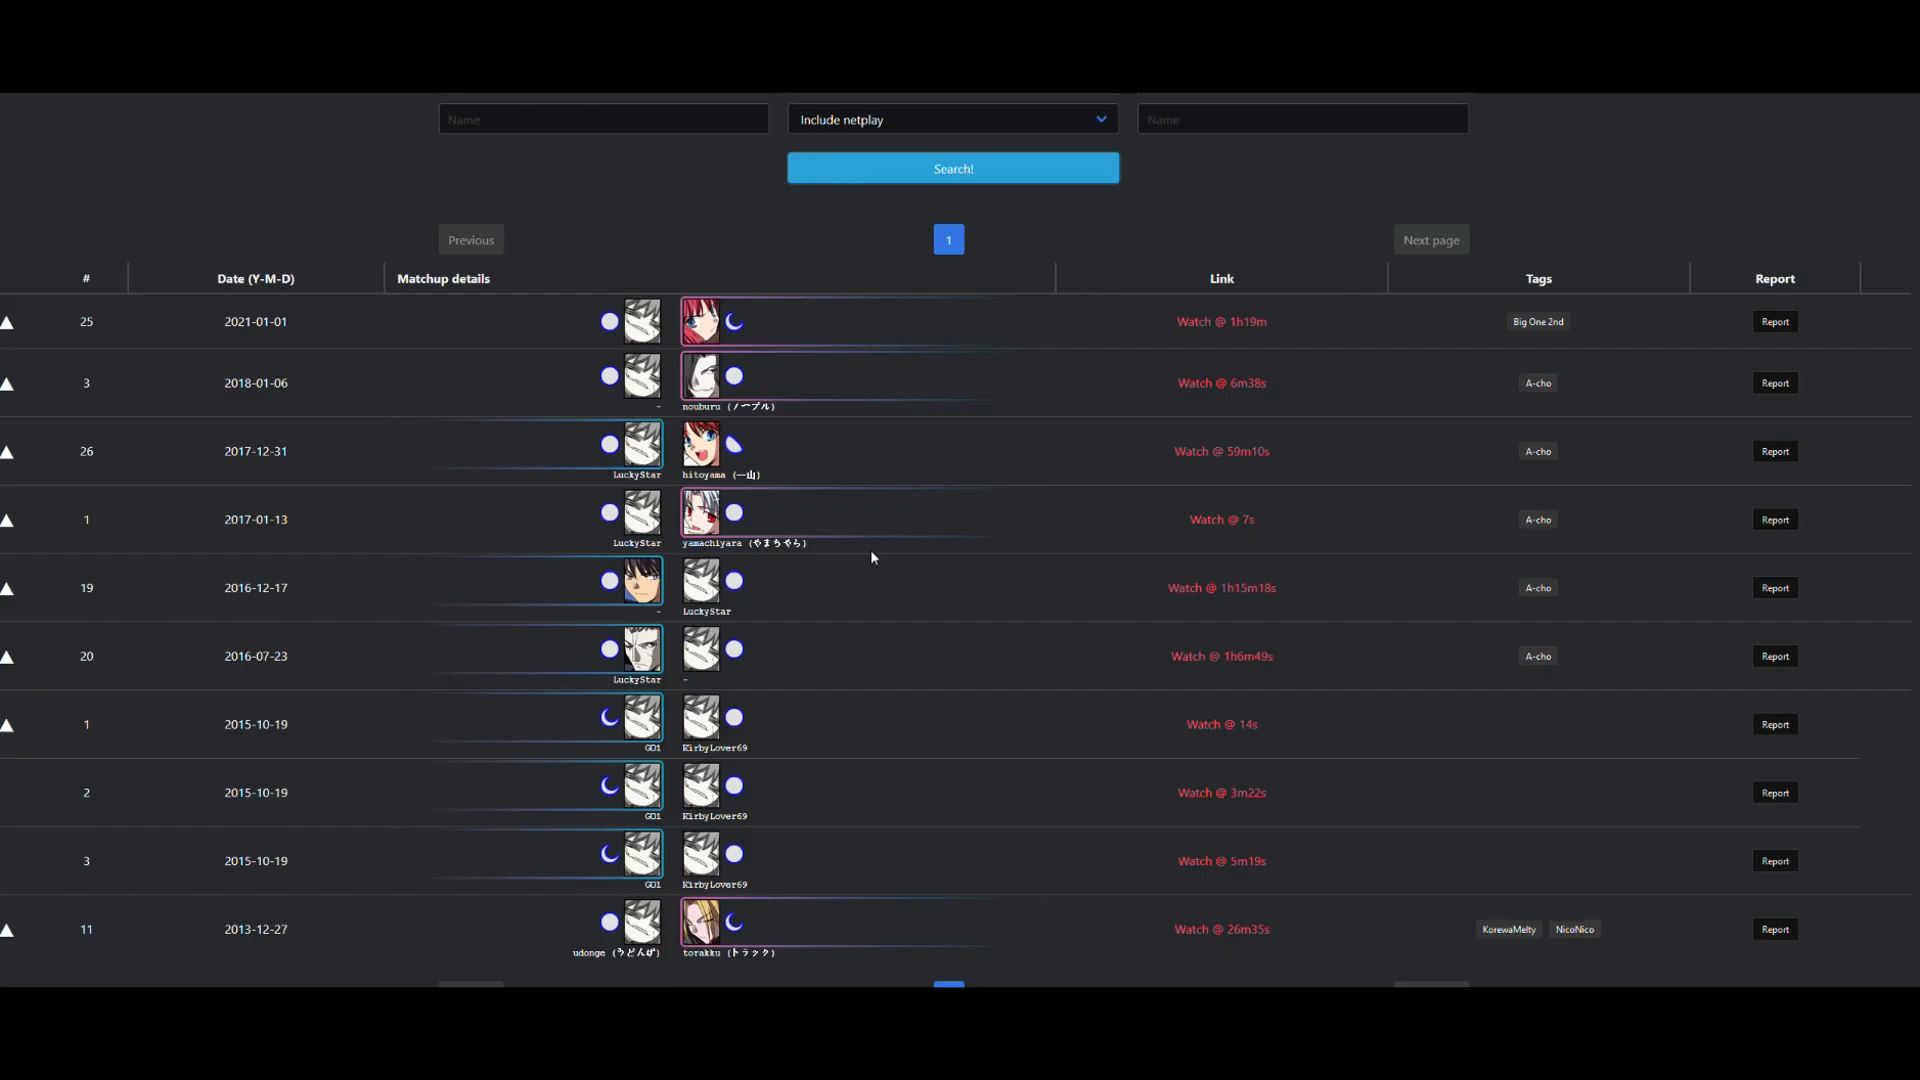 Name Include netplay Name
Search!
Previous 1 Next page
# Date (Y-M-D) Matchup details Link Tags Report
25 2021-01-01 Watch @ 1h19m Big One 2nd Report
3 2018-01-06 Watch @ 6m38s A-cho Report
- nouburu (ノーブル)
26 2017-12-31 Watch @ 59m10s A-cho Report
LuckyStar hitoyama (一山)
1 2017-01-13 Watch @ 7s A-cho Report
LuckyStar yamachiyara (やまちやら)
19 2016-12-17 Watch @ 1h15m18s A-cho Report
- LuckyStar
20 2016-07-23 Watch @ 1h6m49s A-cho Report
LuckyStar -
1 2015-10-19 Watch @ 14s Report
GO1 KirbyLover69
2 2015-10-19 Watch @ 3m22s Report
GO1 KirbyLover69
3 2015-10-19 Watch @ 5m19s Report
GO1 KirbyLover69
11 2013-12-27 Watch @ 26m35s KorewaMelty NicoNico Report
udonge (うどんげ) torakku (トラック)